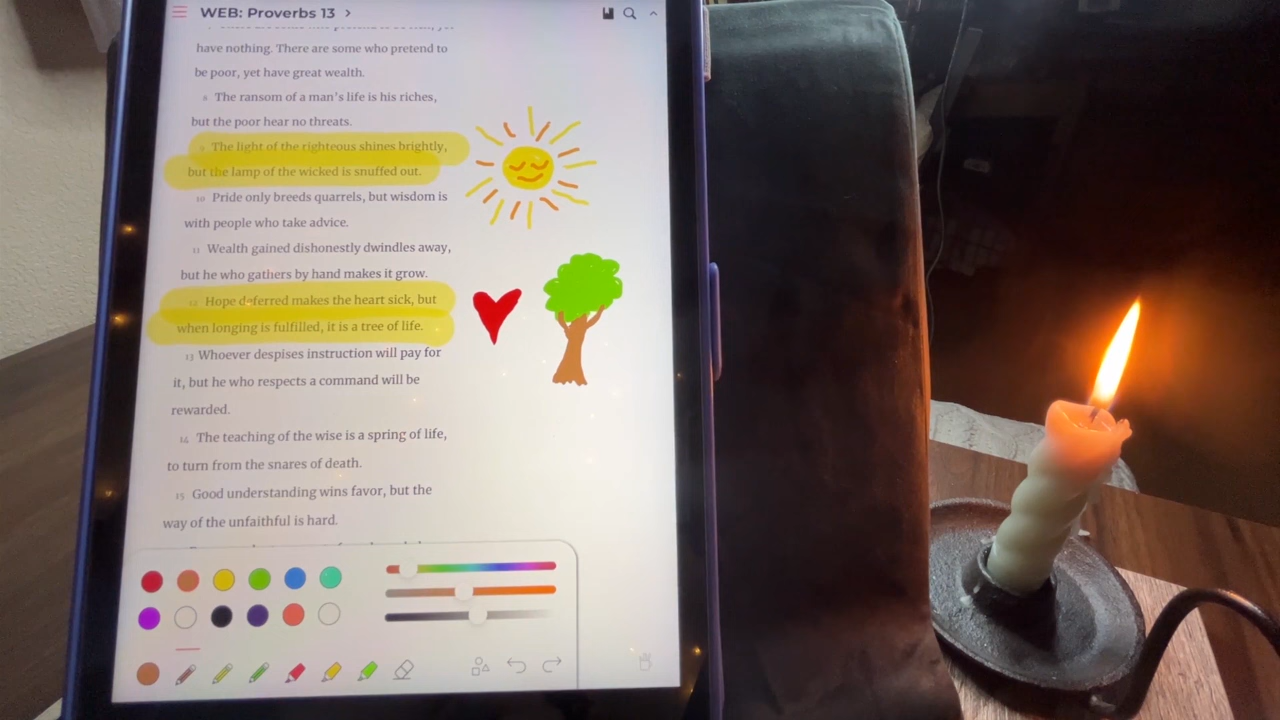 WEB: Proverbs 13 >
have nothing. There are some who pretend to
be poor, yet have great wealth.
8 The ransom of a man's life is his riches,
but the poor hear no threats.
9 The light of the righteous shines brightly,
but the lamp of the wicked is snuffed out.
10 Pride only breeds quarrels, but wisdom is
with people who take advice.
11 Wealth gained dishonestly dwindles away,
but he who gathers by hand makes it grow.
12 Hope deferred makes the heart sick, but
when longing is fulfilled, it is a tree of life.
13 Whoever despises instruction will pay for
it, but he who respects a command will be
rewarded.
14 The teaching of the wise is a spring of life,
to turn from the snares of death.
15 Good understanding wins favor, but the
way of the unfaithful is hard.